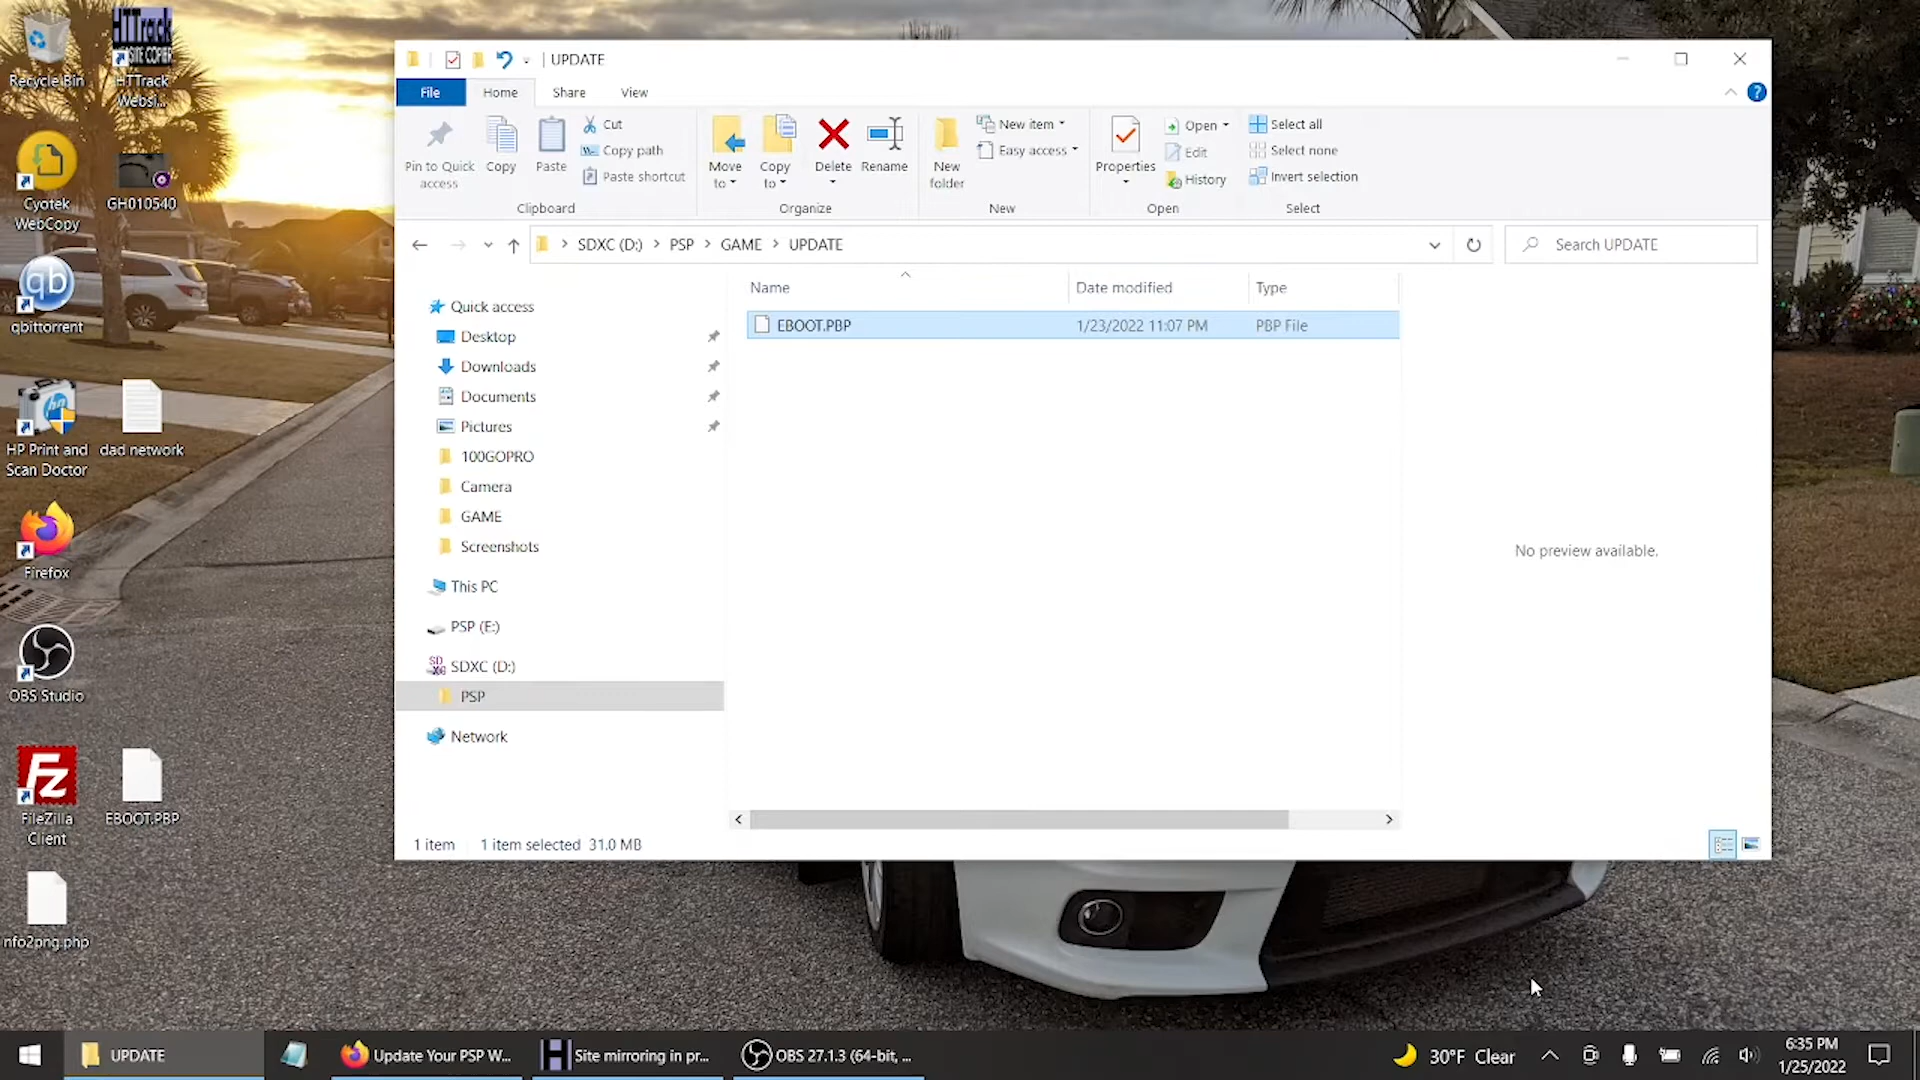 Recycle Bin
HTTrack
WEBSITE COPIER
HTTrack
Websi...
Cyotek
WebCopy
GH010540
qb
qbittorrent
HP Print and
Scan Doctor
dad network
Firefox
OBS Studio
FileZilla
Client
EBOOT.PBP
nfo2png.php
UPDATE
File
Home
Share
View
Pin to Quick
access
Copy
Paste
Cut
Copy path
Paste shortcut
Clipboard
Move
to
Copy
to
Delete
Rename
Organize
New
folder
New item
Easy access
New
Properties
Open
Edit
History
Open
Select all
Select none
Invert selection
Select
SDXC (D:) > PSP > GAME > UPDATE
Search UPDATE
Name
Date modified
Type
EBOOT.PBP
1/23/2022 11:07 PM
PBP File
Quick access
Desktop
Downloads
Documents
Pictures
100GOPRO
Camera
GAME
Screenshots
This PC
PSP (E:)
SDXC (D:)
PSP
Network
No preview available.
1 item
1 item selected 31.0 MB
UPDATE
Update Your PSP W...
Site mirroring in pr...
OBS 27.1.3 (64-bit, ...
30°F Clear
6:35 PM
1/25/2022